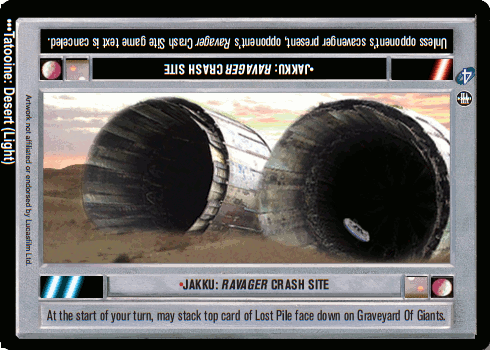 Unless opponent's scavenger present, opponent's Ravager Crash Site game text is canceled.
•JAKKU: RAVAGER CRASH SITE
4
•••Tatooine: Desert (Light)
Artwork not affiliated or endorsed by Lucasfilm Ltd.
•JAKKU: RAVAGER CRASH SITE
At the start of your turn, may stack top card of Lost Pile face down on Graveyard Of Giants.